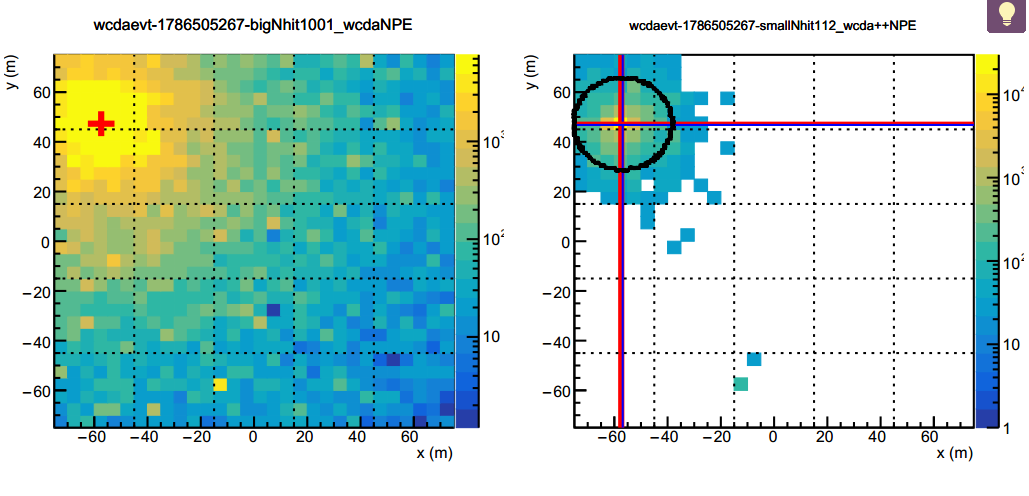 wcdaevt-1786505267-bigNhit1001_wcdaNPE
y (m)
60
40
20
0
−20
−40
−60
−60 −40 −20 0 20 40 60
x (m)
10³
10²
10
wcdaevt-1786505267-smallNhit112_wcda++NPE
y (m)
60
40
20
0
−20
−40
−60
−60 −40 −20 0 20 40 60
x (m)
10⁴
10³
10²
10
1